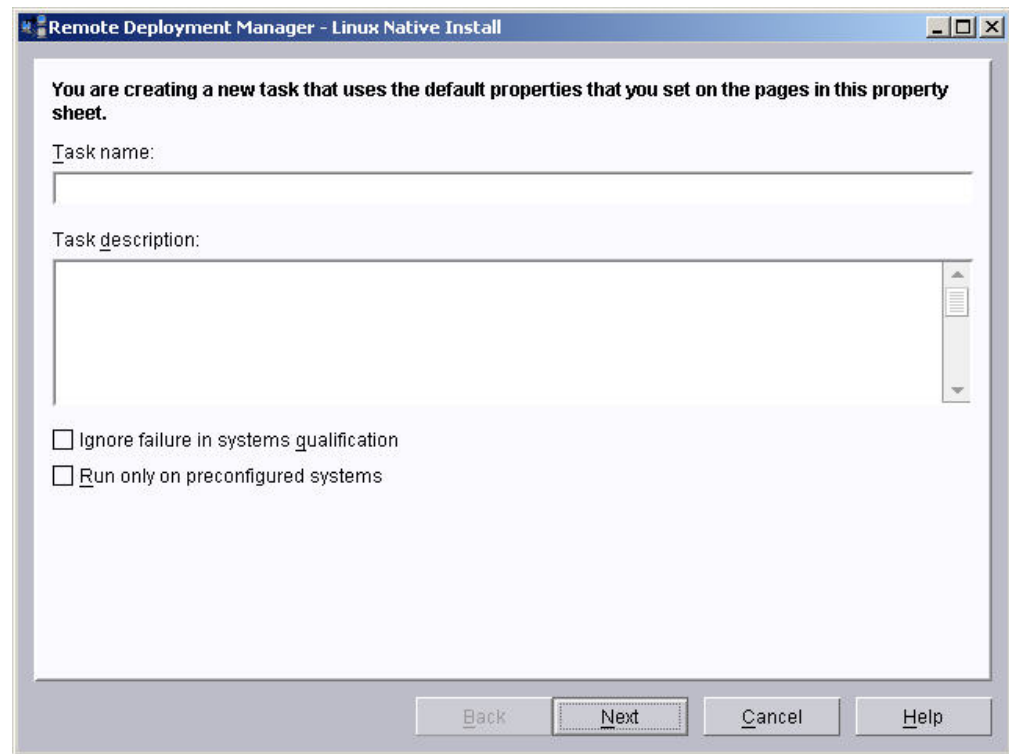 Remote Deployment Manager - Linux Native Install
You are creating a new task that uses the default properties that you set on the pages in this property
sheet.
Task name:
Task description:
Ignore failure in systems qualification
Run only on preconfigured systems
Back Next Cancel Help